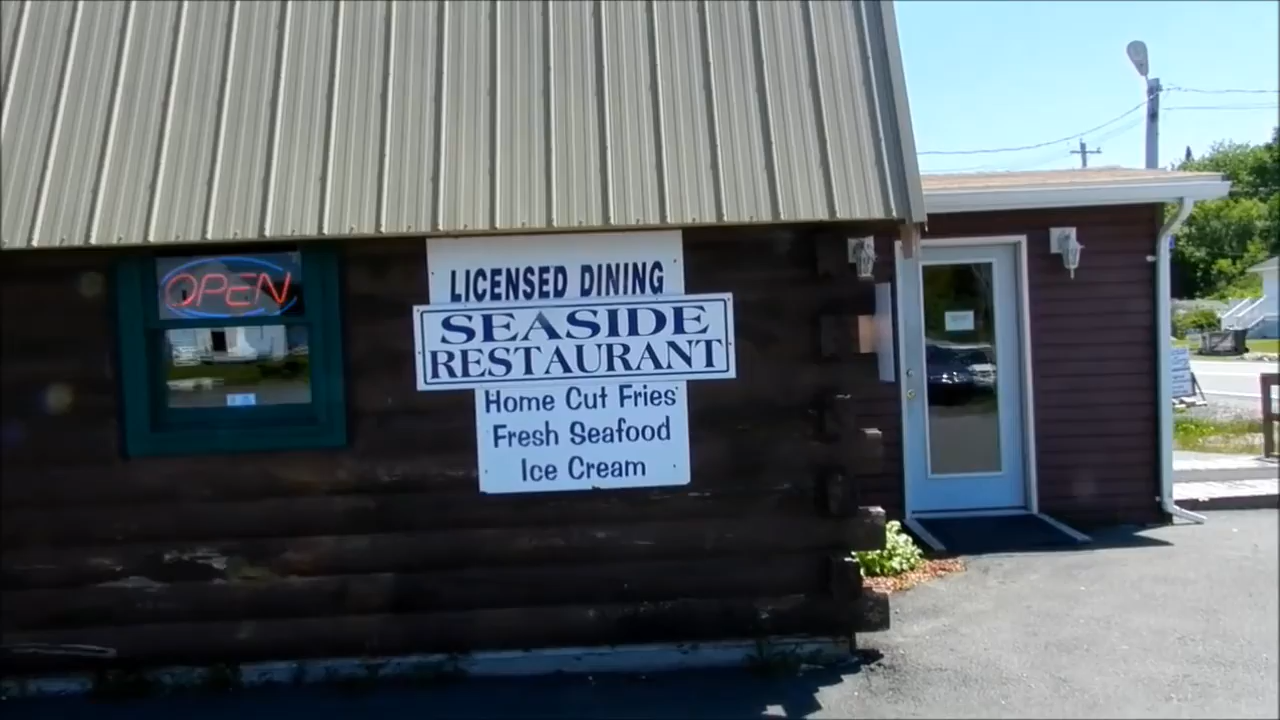 OPEN
LICENSED DINING
SEASIDE
RESTAURANT
Home Cut Fries
Fresh Seafood
Ice Cream